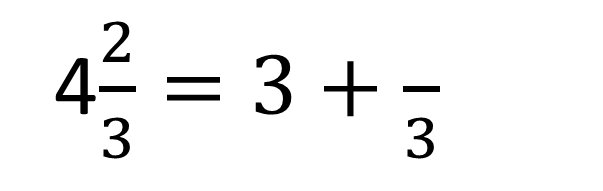 4 2/3 = 3 + /3